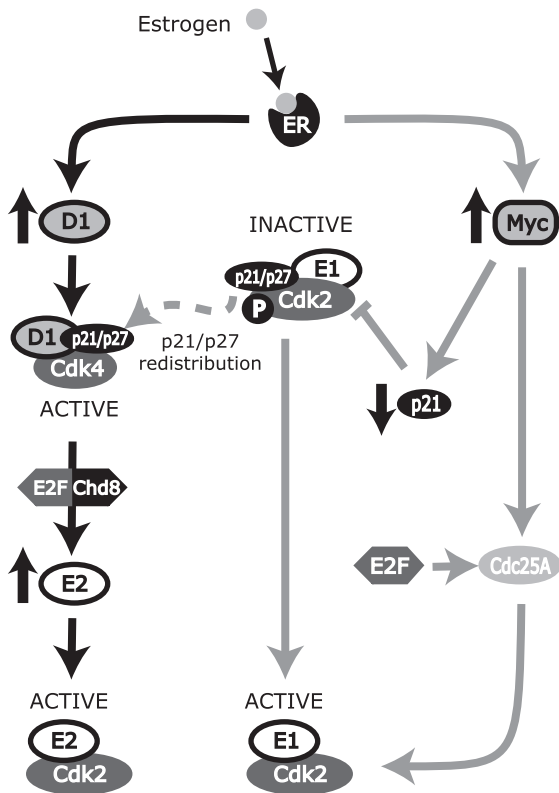 Estrogen
ER
D1
Myc
INACTIVE
p21/p27
E1
P
Cdk2
D1
p21/p27
Cdk4
ACTIVE
p21/p27
redistribution
p21
E2F
Chd8
E2
E2F
Cdc25A
ACTIVE
E2
Cdk2
ACTIVE
E1
Cdk2